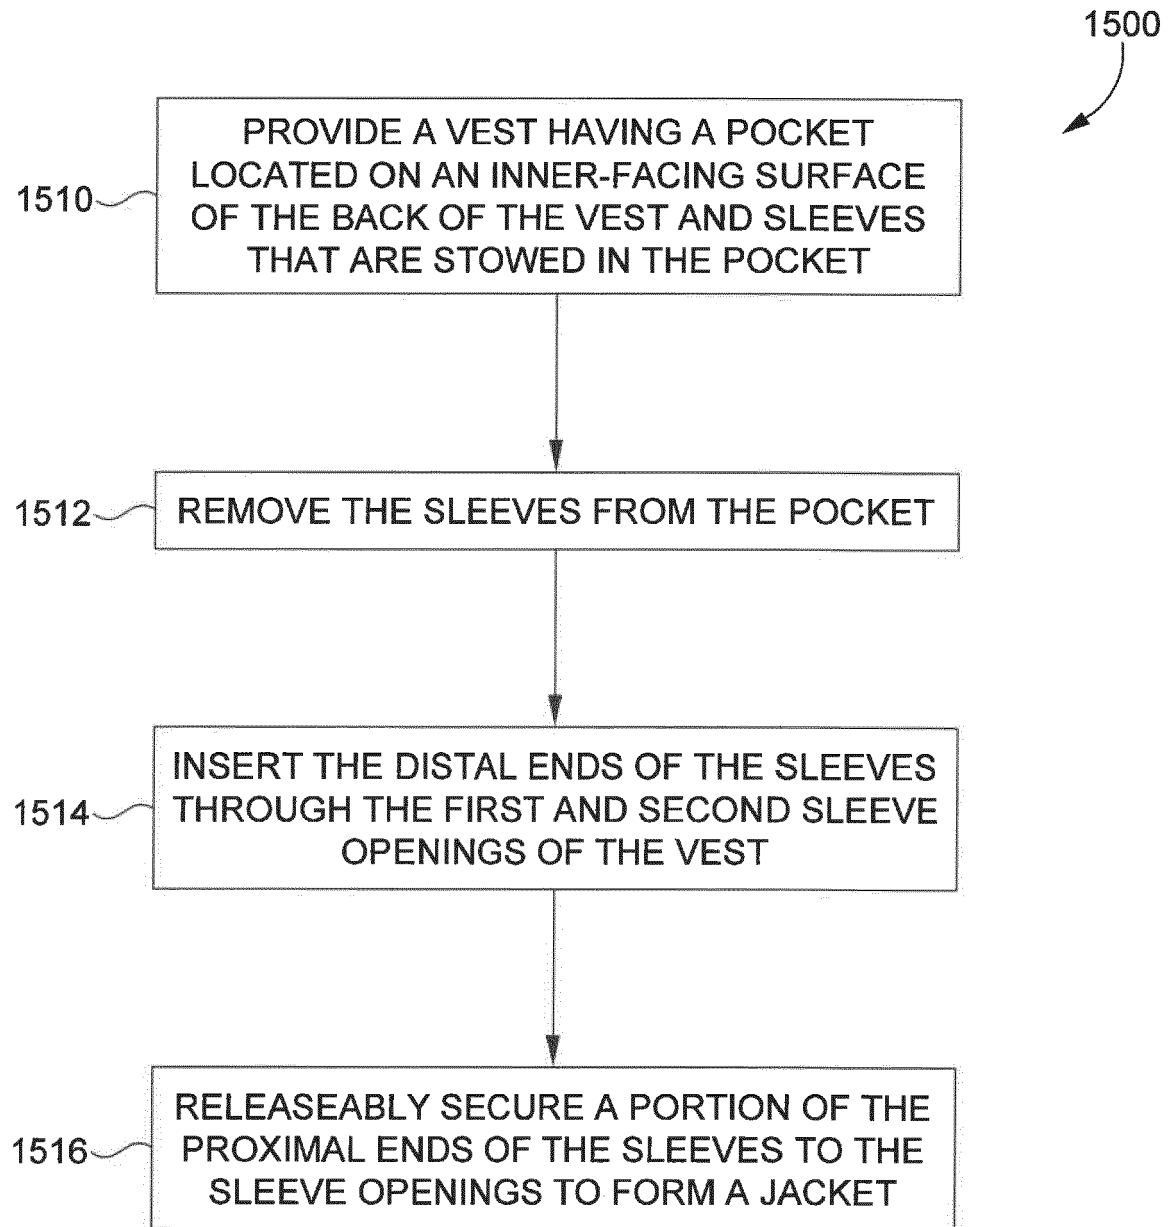 1500
PROVIDE A VEST HAVING A POCKET
LOCATED ON AN INNER-FACING SURFACE
OF THE BACK OF THE VEST AND SLEEVES
THAT ARE STOWED IN THE POCKET
1510
REMOVE THE SLEEVES FROM THE POCKET
1512
INSERT THE DISTAL ENDS OF THE SLEEVES
THROUGH THE FIRST AND SECOND SLEEVE
OPENINGS OF THE VEST
1514
RELEASEABLY SECURE A PORTION OF THE
PROXIMAL ENDS OF THE SLEEVES TO THE
SLEEVE OPENINGS TO FORM A JACKET
1516